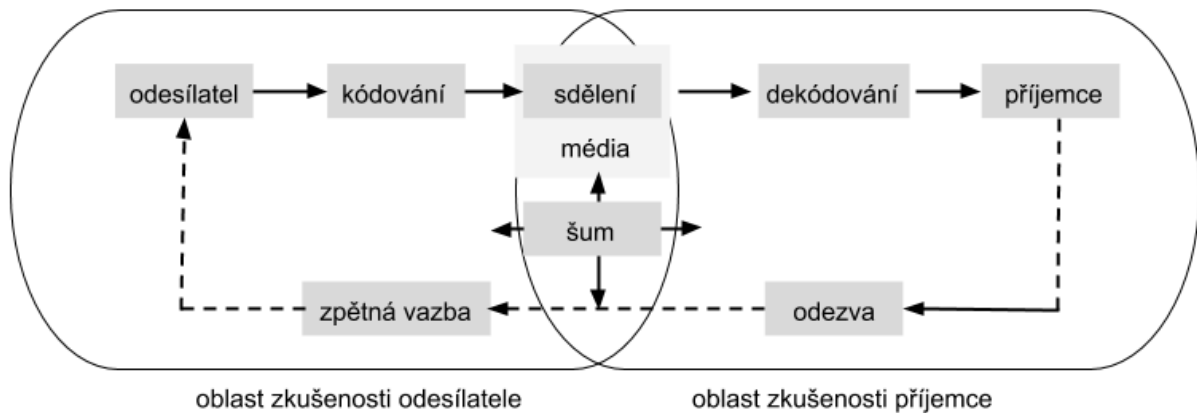 odesílatel
kódování
sdělení
dekódování
příjemce
média
šum
zpětná vazba
odezva
oblast zkušenosti odesílatele
oblast zkušenosti příjemce